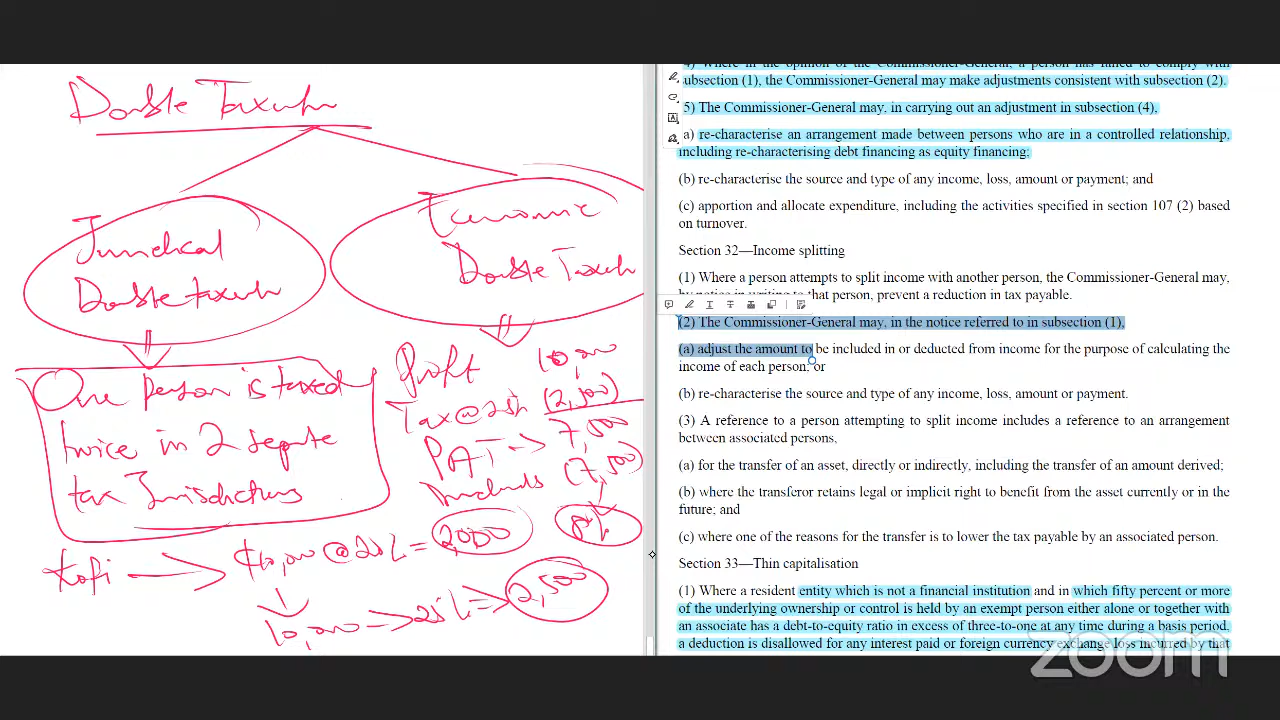 Double Taxation
Juridical
Double taxation
Economic
Double Taxation
One person is taxed
twice in 2 separate
tax Jurisdictions
Profit 10,000
Tax@25% (2,500)
PAT → 7,500
Dividends (7,500)
8%
Kofi → $10,000@20% = 2,000
10,000 → 25% → 2,500
4) Where in the opinion of the Commissioner-General, a person has failed to comply with
ubsection (1), the Commissioner-General may make adjustments consistent with subsection (2).
5) The Commissioner-General may, in carrying out an adjustment in subsection (4),
a) re-characterise an arrangement made between persons who are in a controlled relationship,
including re-characterising debt financing as equity financing;
(b) re-characterise the source and type of any income, loss, amount or payment; and
(c) apportion and allocate expenditure, including the activities specified in section 107 (2) based
on turnover.
Section 32—Income splitting
(1) Where a person attempts to split income with another person, the Commissioner-General may,
by notice in writing to that person, prevent a reduction in tax payable.
(2) The Commissioner-General may, in the notice referred to in subsection (1),
(a) adjust the amount to be included in or deducted from income for the purpose of calculating the
income of each person; or
(b) re-characterise the source and type of any income, loss, amount or payment.
(3) A reference to a person attempting to split income includes a reference to an arrangement
between associated persons,
(a) for the transfer of an asset, directly or indirectly, including the transfer of an amount derived;
(b) where the transferor retains legal or implicit right to benefit from the asset currently or in the
future; and
(c) where one of the reasons for the transfer is to lower the tax payable by an associated person.
Section 33—Thin capitalisation
(1) Where a resident entity which is not a financial institution and in which fifty percent or more
of the underlying ownership or control is held by an exempt person either alone or together with
an associate has a debt-to-equity ratio in excess of three-to-one at any time during a basis period,
a deduction is disallowed for any interest paid or foreign currency exchange loss incurred by that
zoom